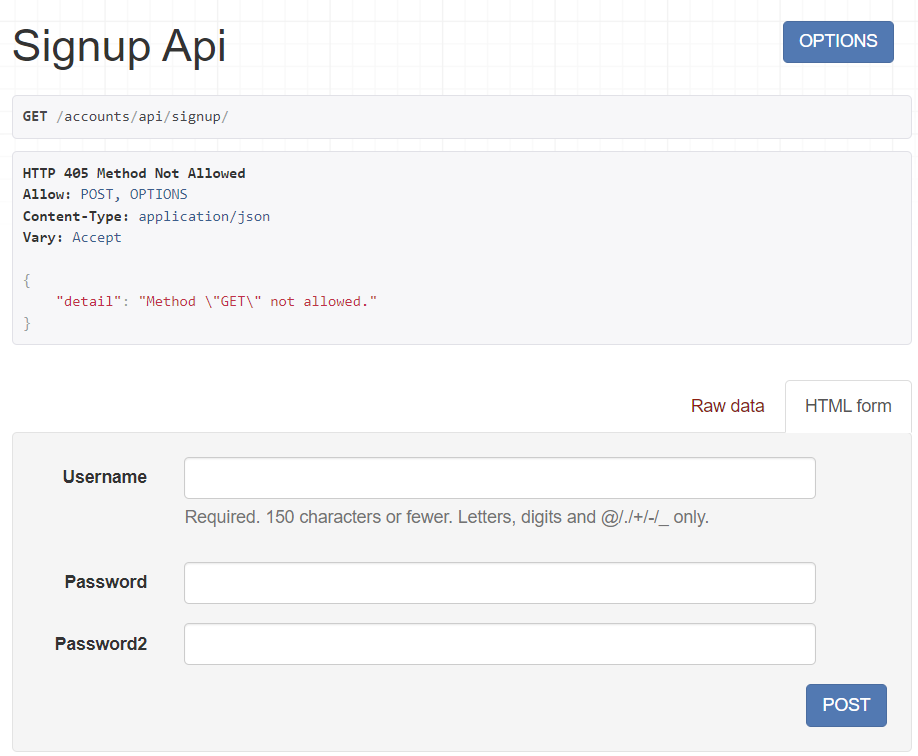 Signup Api
OPTIONS
GET /accounts/api/signup/
HTTP 405 Method Not Allowed
Allow: POST, OPTIONS
Content-Type: application/json
Vary: Accept
{
    "detail": "Method \"GET\" not allowed."
}
Raw data
HTML form
Username
Required. 150 characters or fewer. Letters, digits and @/./+/-/_ only.
Password
Password2
POST